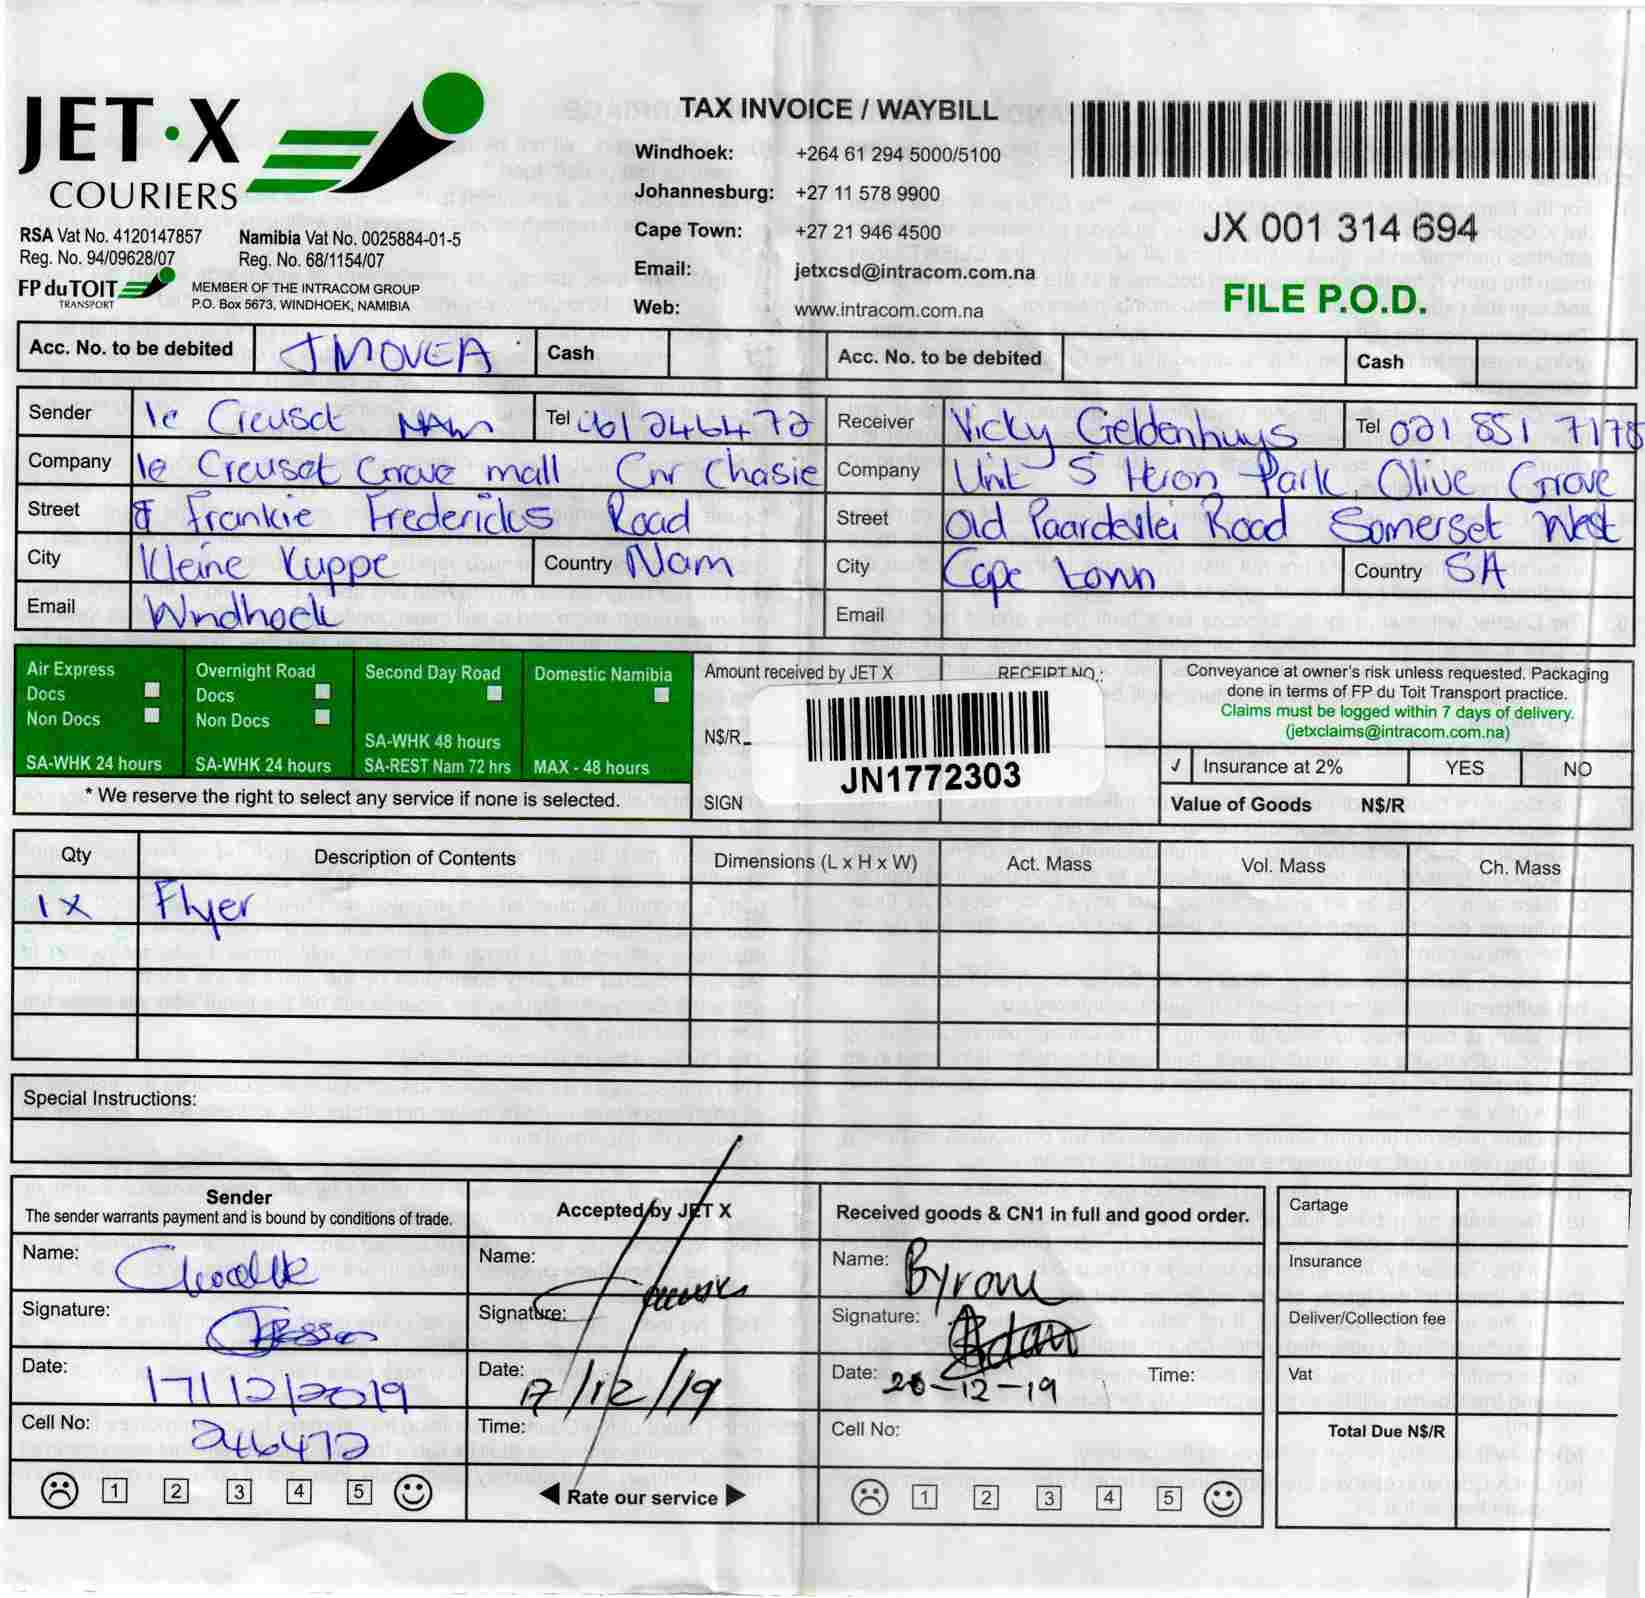 JET·X
COURIERS
RSA Vat No. 4120147857
Reg. No. 94/09628/07
Namibia Vat No. 0025884-01-5
Reg. No. 68/1154/07
FP du TOIT
TRANSPORT
MEMBER OF THE INTRACOM GROUP
P.O. Box 5673, WINDHOEK, NAMIBIA
TAX INVOICE / WAYBILL
Windhoek: +264 61 294 5000/5100
Johannesburg: +27 11 578 9900
Cape Town: +27 21 946 4500
Email: jetxcsd@intracom.com.na
Web: www.intracom.com.na
JX 001 314 694
FILE P.O.D.
Acc. No. to be debited JMOVEA Cash
Acc. No. to be debited Cash
Sender le Creuset NAM Tel 061246472
Company le Creuset Grove mall Cnr Chasie
Street & Frankie Fredericks Road
City Kleine Kuppe Country Nam
Email Windhoek
Receiver Vicky Geldenhuys Tel 021 851 7178
Company Unit 5 Heron Park, Olive Grove
Street Old Paardevlei Road Somerset West
City Cape town Country SA
Email
Air Express
Docs
Non Docs
SA-WHK 24 hours
Overnight Road
Docs
Non Docs
SA-WHK 24 hours
Second Day Road
SA-WHK 48 hours
SA-REST Nam 72 hrs
Domestic Namibia
MAX - 48 hours
* We reserve the right to select any service if none is selected.
Amount received by JET X
RECEIPT NO.:
N$/R
SIGN
JN1772303
Conveyance at owner's risk unless requested. Packaging
done in terms of FP du Toit Transport practice.
Claims must be logged within 7 days of delivery.
(jetxclaims@intracom.com.na)
√ Insurance at 2% YES NO
Value of Goods N$/R
Qty Description of Contents Dimensions (L x H x W) Act. Mass Vol. Mass Ch. Mass
1 X Flyer
Special Instructions:
Sender
The sender warrants payment and is bound by conditions of trade.
Name:
Signature:
Date: 17/12/2019
Cell No: 246472
1 2 3 4 5
Accepted by JET X
Name:
Signature:
Date: 17/12/19
Time:
Rate our service
Received goods & CN1 in full and good order.
Name: Byrone
Signature:
Date: 20-12-19 Time:
Cell No:
1 2 3 4 5
Cartage
Insurance
Deliver/Collection fee
Vat
Total Due N$/R